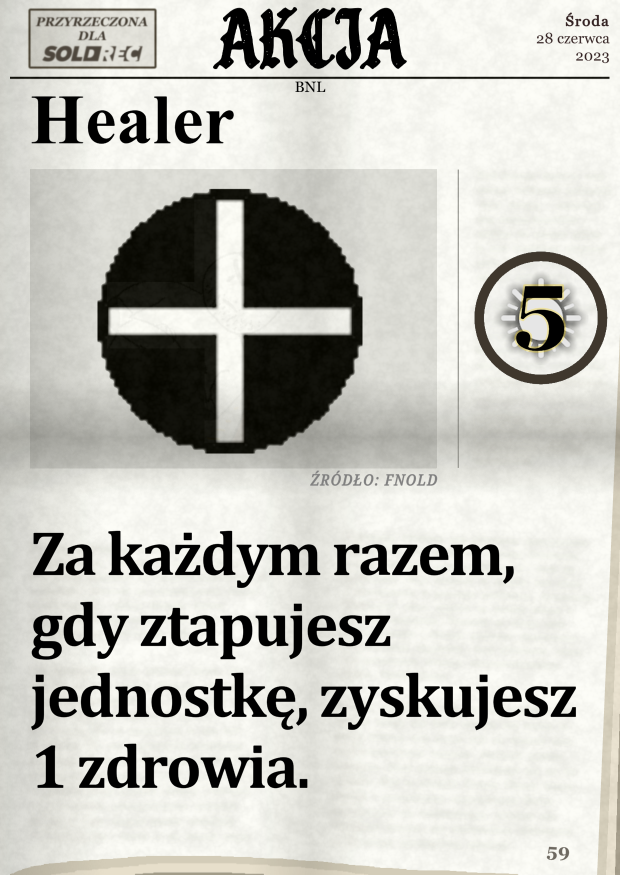 PRZYRZECZONA
DLA
SOLDREC
AKCJA
Środa
28 czerwca
2023
BNL
Healer
5
ŹRÓDŁO: FNOLD
Za każdym razem,
gdy ztapujesz
jednostkę, zyskujesz
1 zdrowia.
59